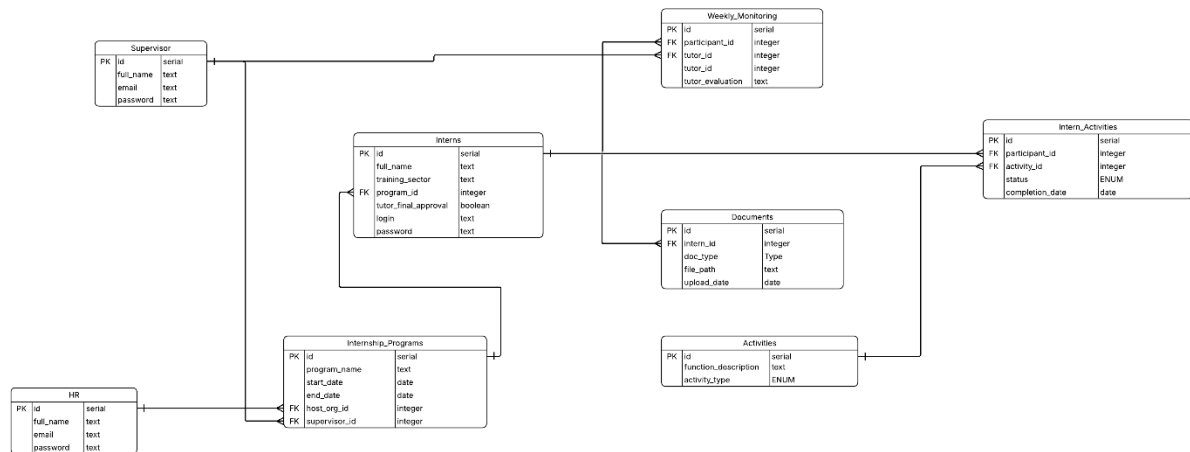 Supervisor
PK id serial
full_name text
email text
password text
Weekly_Monitoring
PK id serial
FK participant_id integer
FK tutor_id integer
tutor_id integer
tutor_evaluation text
Interns
PK id serial
full_name text
training_sector text
FK program_id integer
tutor_final_approval boolean
login text
password text
Intern_Activities
PK id serial
FK participant_id integer
FK activity_id integer
status ENUM
completion_date date
Documents
PK id serial
FK intern_id integer
doc_type Type
file_path text
upload_date date
Internship_Programs
PK id serial
program_name text
start_date date
end_date date
FK host_org_id integer
FK supervisor_id integer
Activities
PK id serial
function_description text
activity_type ENUM
HR
PK id serial
full_name text
email text
password text